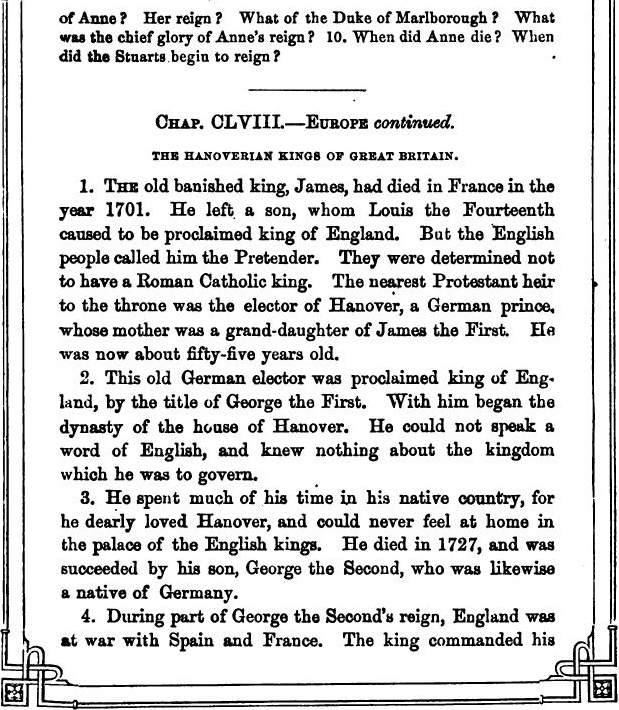 of Anne? Her reign? What of the Duke of Marlborough? What
was the chief glory of Anne's reign? 10. When did Anne die? When
did the Stuarts begin to reign?
CHAP. CLVIII.—EUROPE continued.
THE HANOVERIAN KINGS OF GREAT BRITAIN.
1. THE old banished king, James, had died in France in the
year 1701. He left a son, whom Louis the Fourteenth
caused to be proclaimed king of England. But the English
people called him the Pretender. They were determined not
to have a Roman Catholic king. The nearest Protestant heir
to the throne was the elector of Hanover, a German prince,
whose mother was a grand-daughter of James the First. He
was now about fifty-five years old.
2. This old German elector was proclaimed king of Eng-
land, by the title of George the First. With him began the
dynasty of the house of Hanover. He could not speak a
word of English, and knew nothing about the kingdom
which he was to govern.
3. He spent much of his time in his native country, for
he dearly loved Hanover, and could never feel at home in
the palace of the English kings. He died in 1727, and was
succeeded by his son, George the Second, who was likewise
a native of Germany.
4. During part of George the Second's reign, England was
at war with Spain and France. The king commanded his